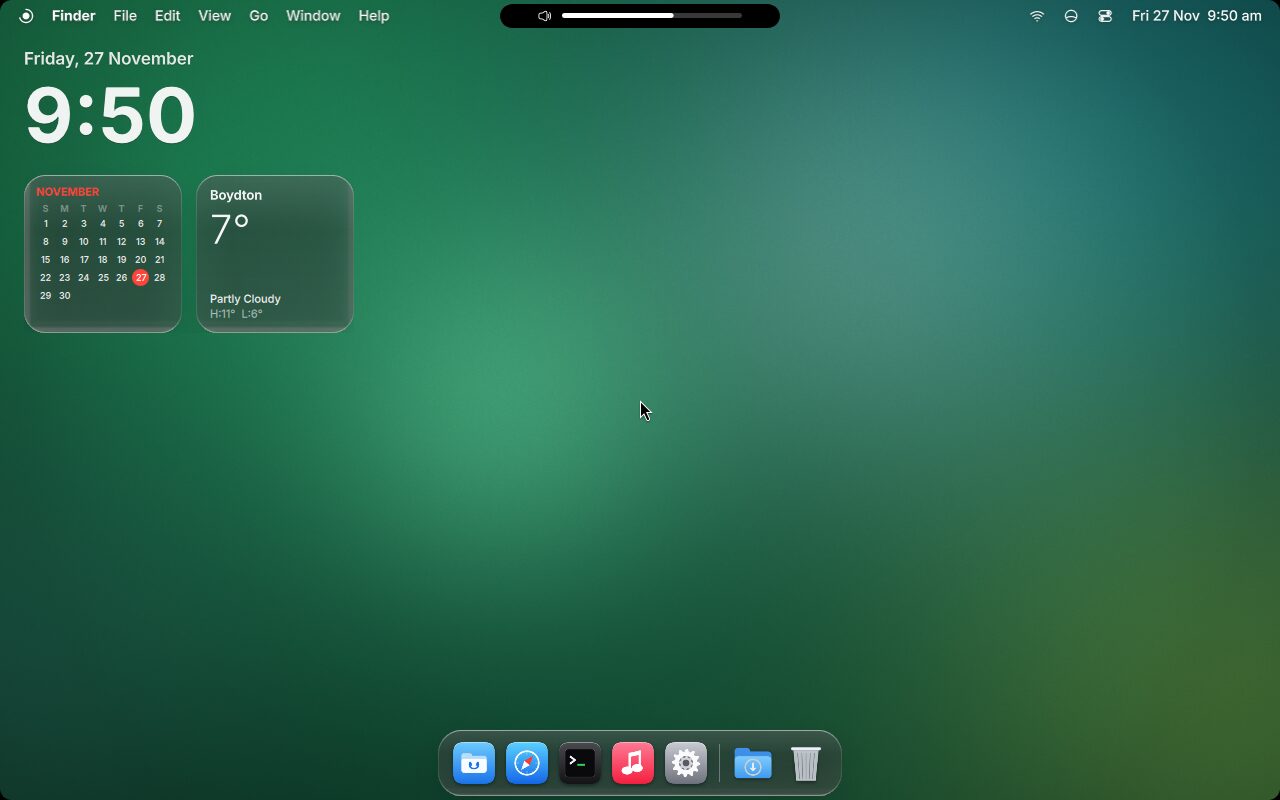 Finder File Edit View Go Window Help
Fri 27 Nov 9:50 am
Friday, 27 November
9:50
NOVEMBER
S M T W T F S
1 2 3 4 5 6 7
8 9 10 11 12 13 14
15 16 17 18 19 20 21
22 23 24 25 26 27 28
29 30
Boydton
7°
Partly Cloudy
H:11° L:6°